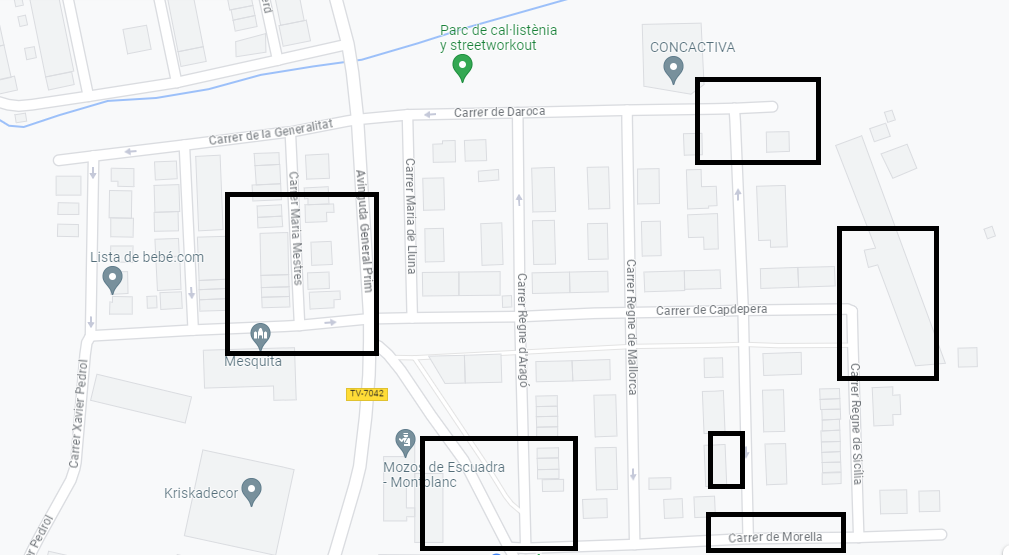 Parc de cal·listènia
y streetworkout
CONCACTIVA
Carrer de Daroca
Carrer de la Generalitat
Carrer Maria de Lluna
Avinguda General Prim
Carrer Maria Mestres
Lista de bebé.com
Carrer Regne d'Aragó
Carrer Regne de Mallorca
Carrer de Capdepera
Mesquita
TV-7042
Carrer Xavier Pedrol
Carrer Regne de Sicília
Mozos de Escuadra
- Montblanc
Kriskadecor
Carrer de Morella
er Pedrol